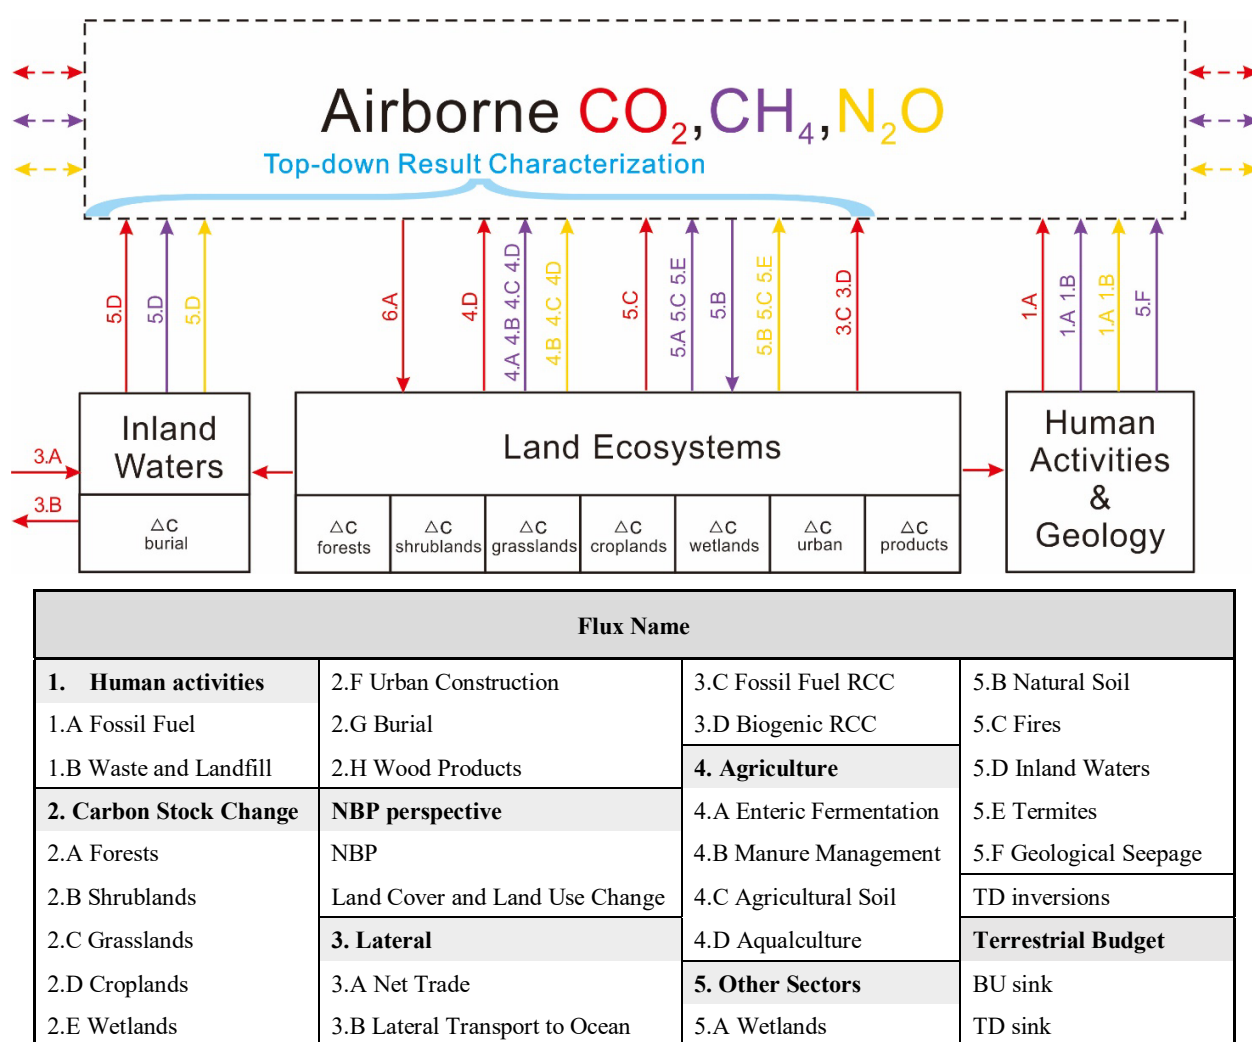 Airborne CO₂,CH₄,N₂O
Top-down Result Characterization
5.D
5.D
5.D
6.A
4.D
4.A 4.B 4.C 4.D
4.B 4.C 4D
5.C
5.A 5.C 5.E
5.B
5.B 5.C 5.E
3.C 3.D
1.A
1.A 1.B
1.A 1.B
5.F
3.A
3.B
Inland
Waters
△C
burial
Land Ecosystems
△C
forests
△C
shrublands
△C
grasslands
△C
croplands
△C
wetlands
△C
urban
△C
products
Human
Activities
&
Geology
Flux Name
1. Human activities
1.A Fossil Fuel
1.B Waste and Landfill
2. Carbon Stock Change
2.A Forests
2.B Shrublands
2.C Grasslands
2.D Croplands
2.E Wetlands
2.F Urban Construction
2.G Burial
2.H Wood Products
NBP perspective
NBP
Land Cover and Land Use Change
3. Lateral
3.A Net Trade
3.B Lateral Transport to Ocean
3.C Fossil Fuel RCC
3.D Biogenic RCC
4. Agriculture
4.A Enteric Fermentation
4.B Manure Management
4.C Agricultural Soil
4.D Aqualculture
5. Other Sectors
5.A Wetlands
5.B Natural Soil
5.C Fires
5.D Inland Waters
5.E Termites
5.F Geological Seepage
TD inversions
Terrestrial Budget
BU sink
TD sink